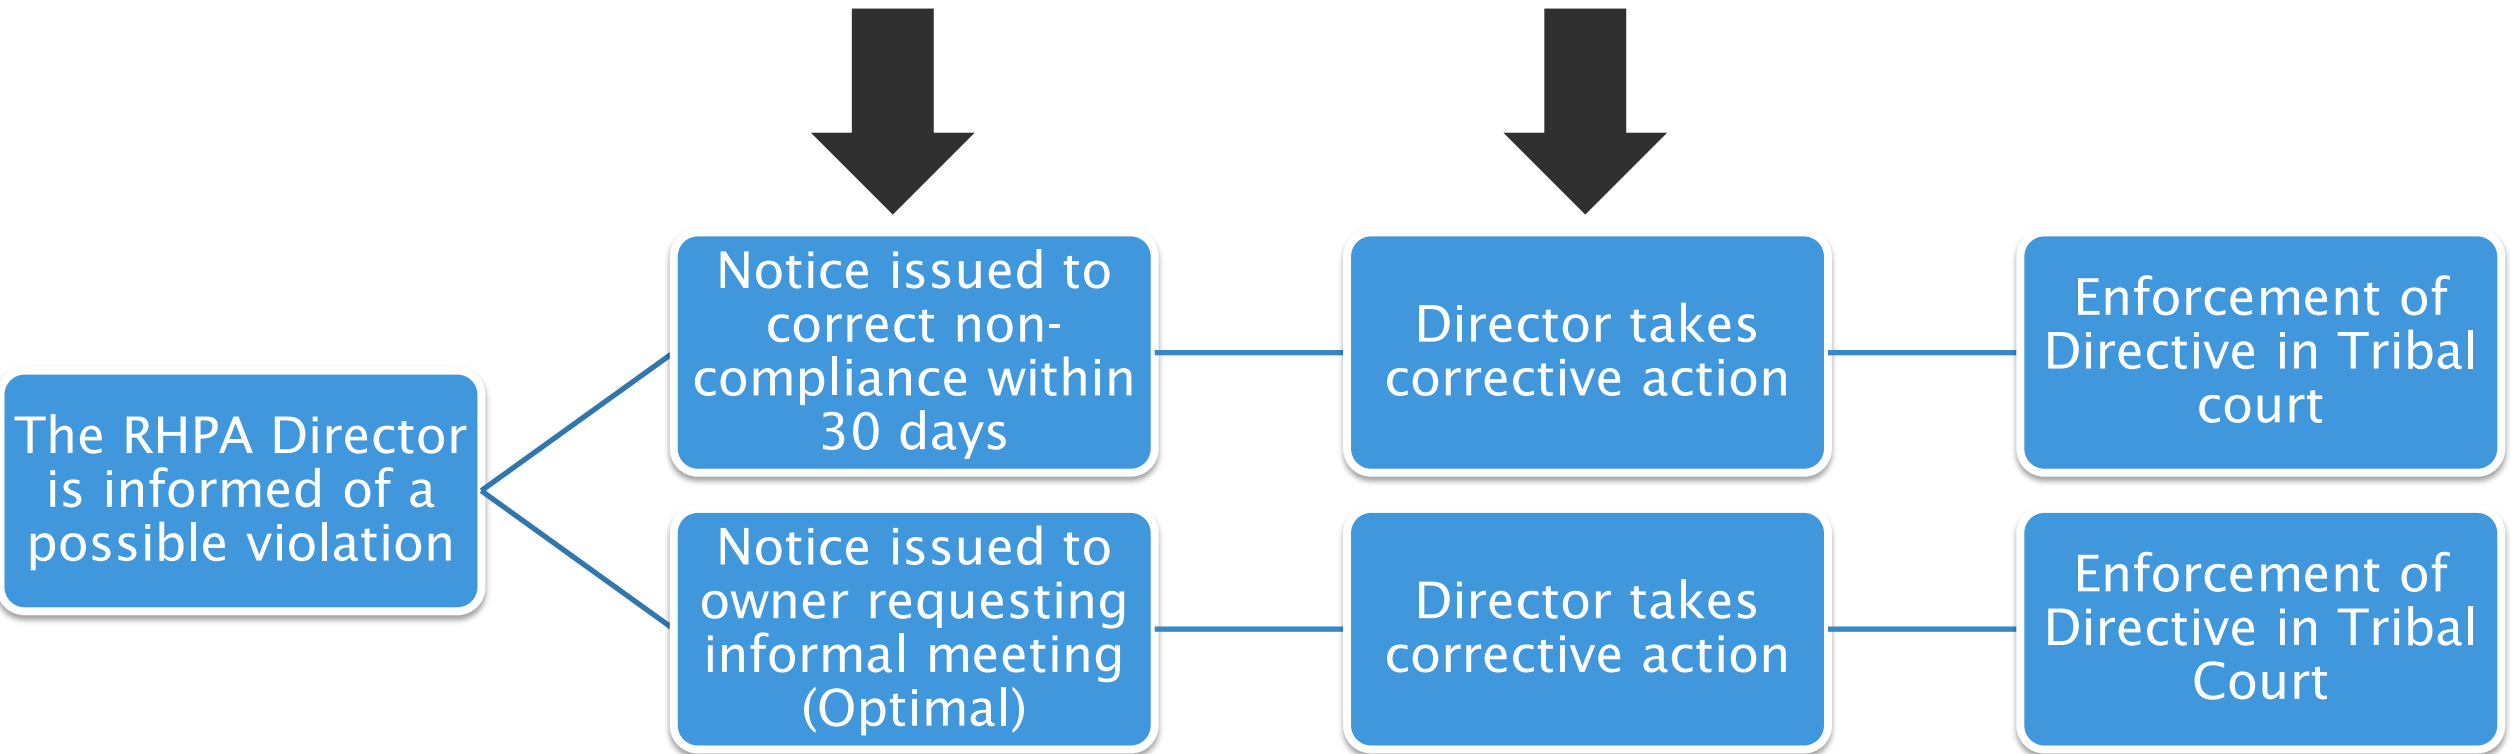 The RHPA Director
is informed of a
possible violation
Notice issued to
correct non-
compliance within
30 days
Director takes
corrective action
Enforcement of
Directive in Tribal
court
Notice issued to
owner requesting
informal meeting
(Optimal)
Director takes
corrective action
Enforcement of
Directive in Tribal
Court